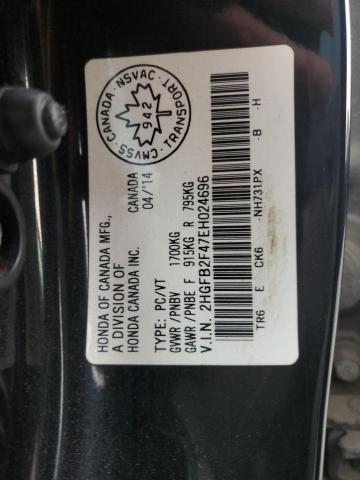 HONDA OF CANADA MFG.,
A DIVISION OF
HONDA CANADA INC.
CANADA
04/'14
CANADA · NSVAC · TRANSPORT · CMVSS ·
942
TYPE: PC/VT
GVWR /PNBV 1700KG
GAWR /PNBE F 915KG R 795KG
V.I.N. 2HGFB2F47EH024696
TR6 E CK6 -NH731PX -B -H